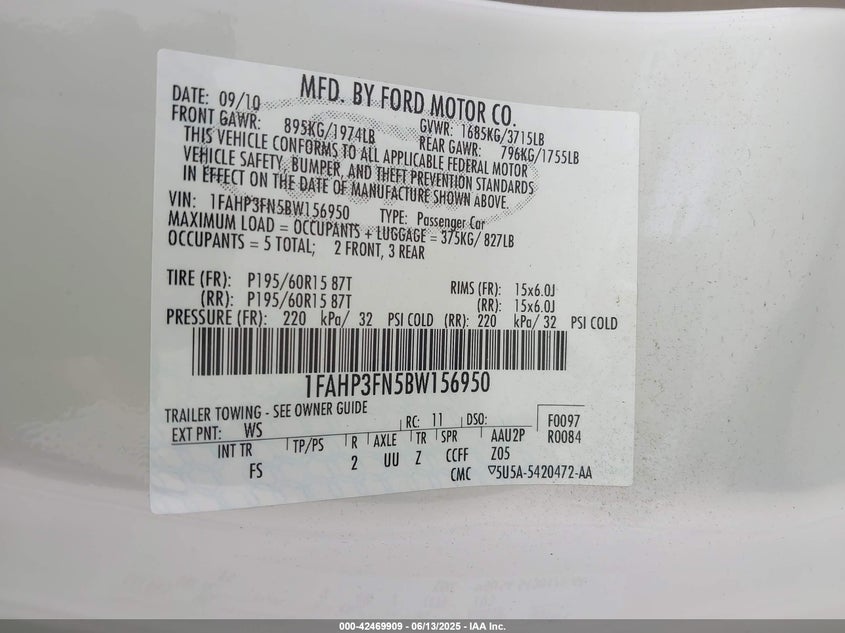 MFD. BY FORD MOTOR CO.
DATE: 09/10 GVWR: 1685KG/3715LB
FRONT GAWR: 895KG/1974LB REAR GAWR: 796KG/1755LB
THIS VEHICLE CONFORMS TO ALL APPLICABLE FEDERAL MOTOR
VEHICLE SAFETY, BUMPER, AND THEFT PREVENTION STANDARDS
IN EFFECT ON THE DATE OF MANUFACTURE SHOWN ABOVE.
VIN: 1FAHP3FN5BW156950 TYPE: Passenger Car
MAXIMUM LOAD = OCCUPANTS + LUGGAGE = 375KG/ 827LB
OCCUPANTS = 5 TOTAL; 2 FRONT, 3 REAR
TIRE (FR): P195/60R15 87T RIMS (FR): 15x6.0J
(RR): P195/60R15 87T (RR): 15x6.0J
PRESSURE (FR): 220 kPa/ 32 PSI COLD (RR): 220 kPa/ 32 PSI COLD
1FAHP3FN5BW156950
TRAILER TOWING - SEE OWNER GUIDE
EXT PNT: WS RC: 11 DSO: F0097
INT TR TP/PS R AXLE TR SPR AAU2P R0084
FS 2 UU Z CCFF Z05
CMC ▽5U5A-5420472-AA
000-42469909 - 06/13/2025 - IAA Inc.